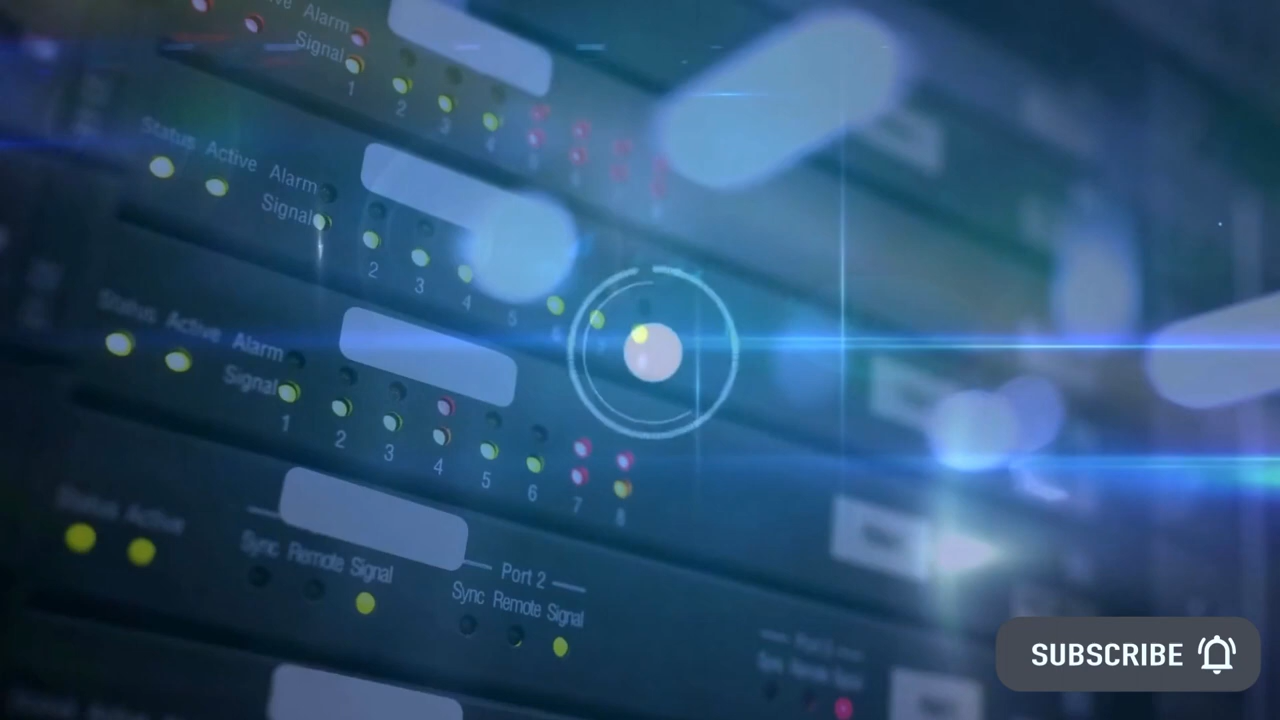 Alarm
Signal
1 2 3 4
Status Active Alarm
Signal
2 3 4 5
Status Active Alarm
Signal
1 2 3 4 5 6 7 8
Status Active
Sync Remote Signal
Port 2
Sync Remote Signal
SUBSCRIBE